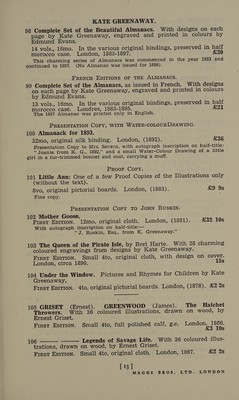 KATE GREENAWAY.
98 Complete Set of the Beautiful Almanacs. With designs on each
page by Kate Greenaway, engraved and printed in colours by
Edmund Evans.
14 vols., 16mo. In the various original bindings, preserved in half
morocco case. London, 1883-1897. £30
This charming series of Almanacs was commenced in the year 1883 and
continued to 1897. (No Almanac was issued for 1896).
FRENCH EDITIONS OF THE ALMANACK.
99 Complete Set of the Almanacs, as issued in French. With designs
on each page by Kate Greenaway, engraved and printed in colours
by Edmund Evans.
13 vols., 16mo. In the various original bindings, preserved in half
morocco case. Londres, 1883-1895. £21
The 1897 Almanac was printed only in English.
PRESENTATION COPY, WITH WATER-COLOUR DRAWING.
100 Almanack for 1893.
32mo, original silk binding. London, (1892). £36
Presentation Copy to Mrs. Severn, with autograph inscription on half-title:
"Joanie from K. G., 1892," and a small Water-Colour Drawing of a little
girl in a fur-trimmed bonnet and coat, carrying a muff.
PROOF COPY.
101 Little Ann: One of a few Proof Copies of the Illustrations only
(without the text).
8vo, original pictorial boards. London, (1883). £9 9s
Fine copy.
PRESENTATION COPY TO JOHN RUSKIN.
102 Mother Goose.
FIRST EDITION. 12mo, original cloth. London, (1881). £32 10s
With autograph inscription on half-title:—
"J. Ruskin, Esq., from K. Greenaway."
103 The Queen of the Pirate Isle, by Bret Harte. With 28 charming
coloured engravings from designs by Kate Greenaway.
FIRST EDITION. Small 4to, original cloth, with design on cover.
London, circa 1890. 15s
104 Under the Window. Pictures and Rhymes for Children by Kate
Greenaway.
FIRST EDITION. 4to, original pictorial boards. London, (1878). £2 2s
105 GRISET (Ernest). GREENWOOD (James). The Hatchet
Throwers. With 36 coloured illustrations, drawn on wood, by
Ernest Griset.
FIRST EDITION. Small 4to, full polished calf, g.e. London, 1866.
£3 10s
106 ——— ——— Legends of Savage Life. With 36 coloured illus-
trations, drawn on wood, by Ernest Griset.
FIRST EDITION. Small 4to, original cloth. London, 1867. £2 2s
[ 15 ]
MAGGS BROS. LTD. LONDON